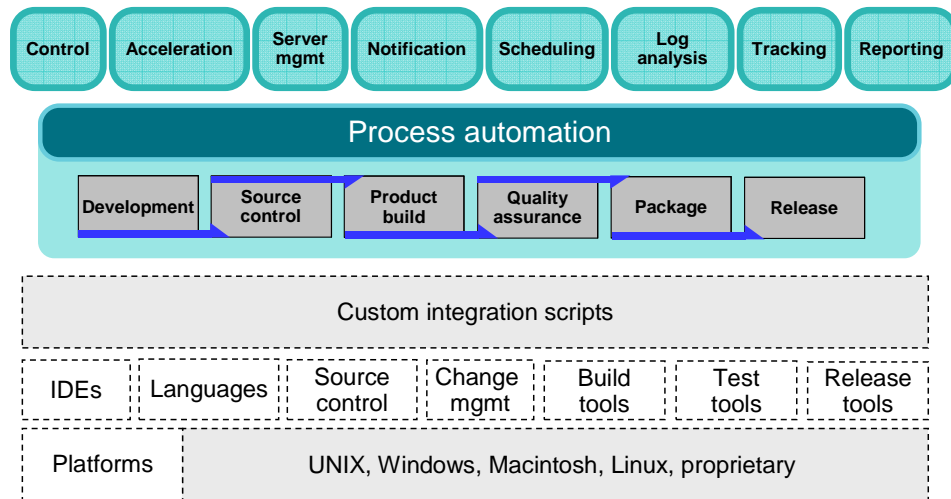 Control
Acceleration
Server
mgmt
Notification
Scheduling
Log
analysis
Tracking
Reporting
Process automation
Development
Source
control
Product
build
Quality
assurance
Package
Release
Custom integration scripts
IDEs
Languages
Source
control
Change
mgmt
Build
tools
Test
tools
Release
tools
Platforms
UNIX, Windows, Macintosh, Linux, proprietary